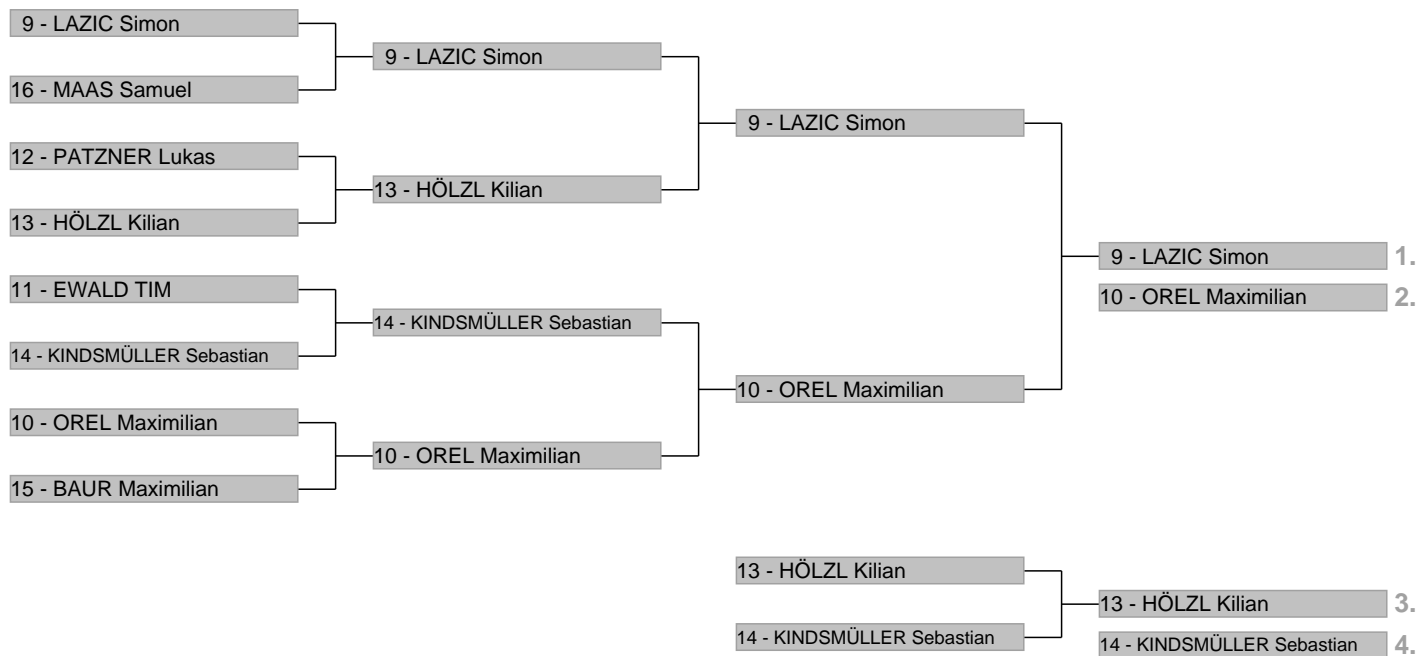 9 - LAZIC Simon
16 - MAAS Samuel
12 - PATZNER Lukas
13 - HÖLZL Kilian
11 - EWALD TIM
14 - KINDSMÜLLER Sebastian
10 - OREL Maximilian
15 - BAUR Maximilian
9 - LAZIC Simon
13 - HÖLZL Kilian
14 - KINDSMÜLLER Sebastian
10 - OREL Maximilian
9 - LAZIC Simon
10 - OREL Maximilian
9 - LAZIC Simon 1.
10 - OREL Maximilian 2.
13 - HÖLZL Kilian
14 - KINDSMÜLLER Sebastian
13 - HÖLZL Kilian 3.
14 - KINDSMÜLLER Sebastian 4.